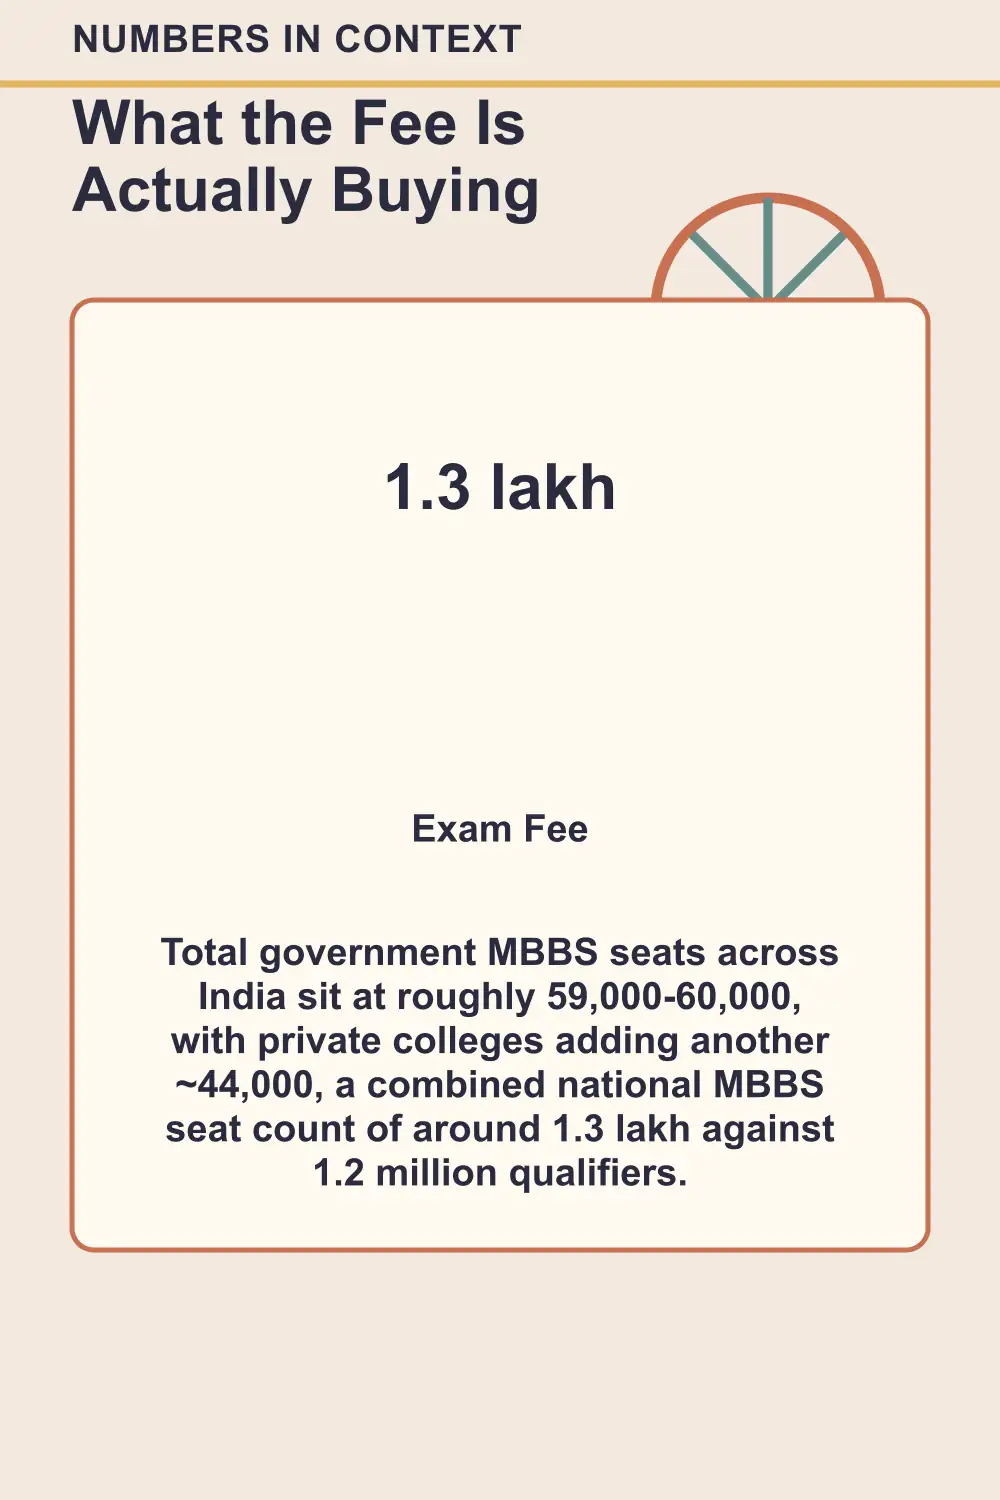 NUMBERS IN CONTEXT
What the Fee Is
Actually Buying
1.3 lakh
Exam Fee
Total government MBBS seats across
India sit at roughly 59,000-60,000,
with private colleges adding another
~44,000, a combined national MBBS
seat count of around 1.3 lakh against
1.2 million qualifiers.